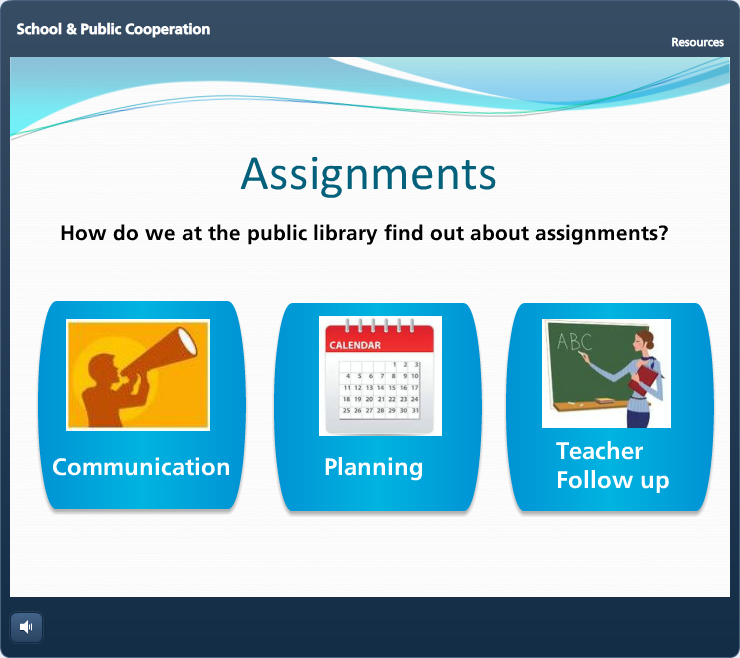 School & Public Cooperation
Resources
Assignments
How do we at the public library find out about assignments?
Communication
CALENDAR
1 2 3
4 5 6 7 8 9 10
11 12 13 14 15 16 17
18 19 20 21 22 23 24
25 26 27 28 29 30 31
Planning
ABC
Teacher
Follow up